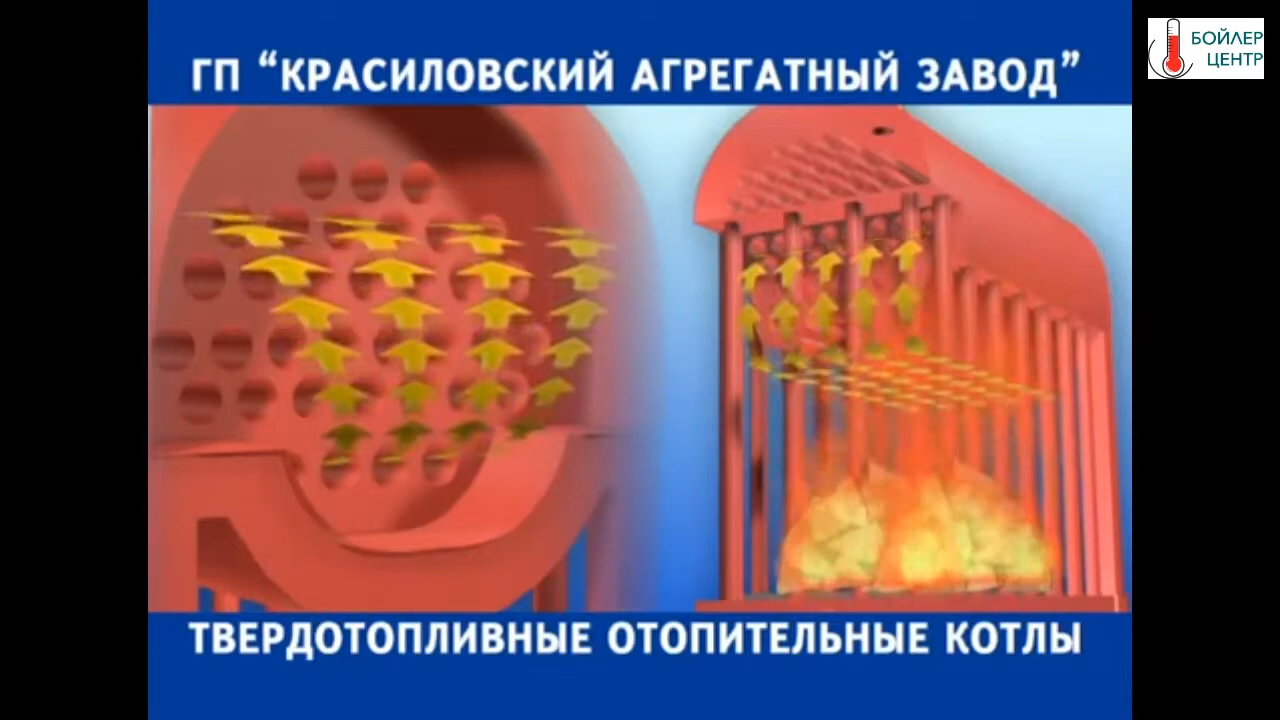 БОЙЛЕР
ЦЕНТР
ГП “КРАСИЛОВСКИЙ АГРЕГАТНЫЙ ЗАВОД”
ТВЕРДОТОПЛИВНЫЕ ОТОПИТЕЛЬНЫЕ КОТЛЫ